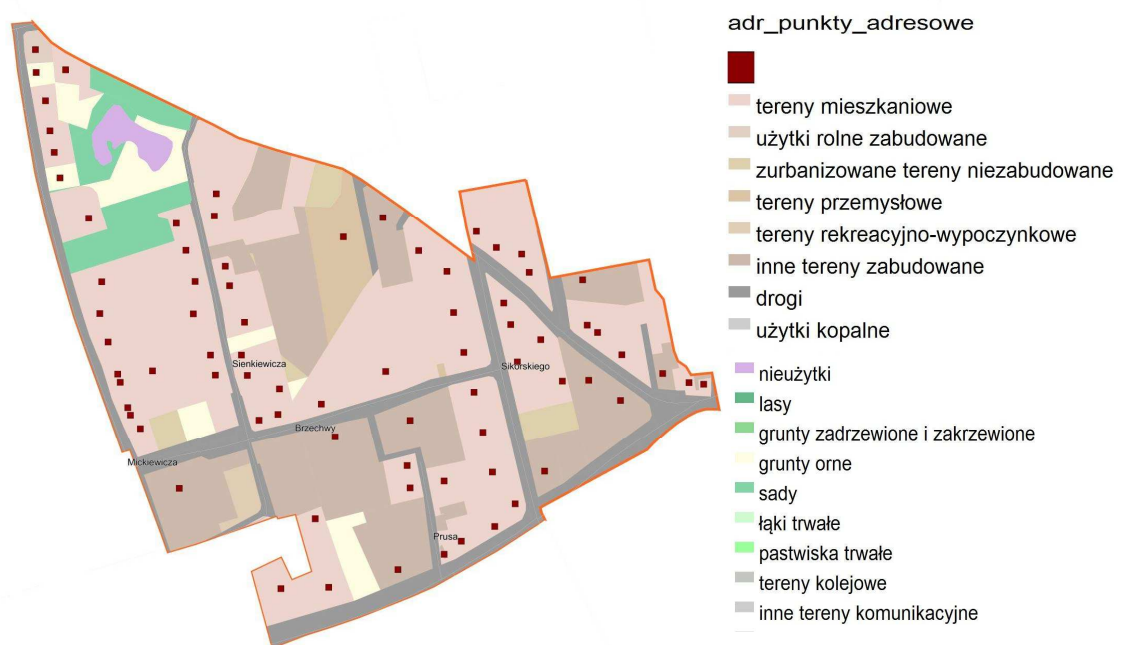 adr_punkty_adresowe
tereny mieszkaniowe
użytki rolne zabudowane
zurbanizowane tereny niezabudowane
tereny przemysłowe
tereny rekreacyjno-wypoczynkowe
inne tereny zabudowane
drogi
użytki kopalne
nieużytki
lasy
grunty zadrzewione i zakrzewione
grunty orne
sady
łąki trwałe
pastwiska trwałe
tereny kolejowe
inne tereny komunikacyjne
Sienkiewicza
Sikorskiego
Brzechwy
Mickiewicza
Prusa